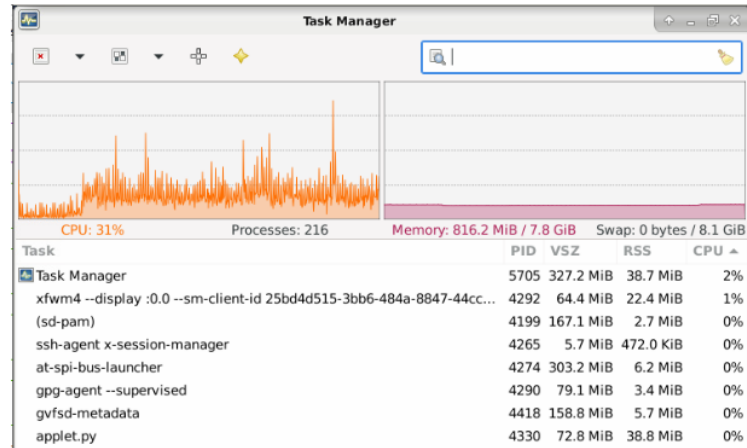 Task Manager
CPU: 31% Processes: 216 Memory: 816.2 MiB / 7.8 GiB Swap: 0 bytes / 8.1 GiB
Task PID VSZ RSS CPU
Task Manager 5705 327.2 MiB 38.7 MiB 2%
xfwm4 --display :0.0 --sm-client-id 25bd4d515-3bb6-484a-8847-44cc... 4292 64.4 MiB 22.4 MiB 1%
(sd-pam) 4199 167.1 MiB 2.7 MiB 0%
ssh-agent x-session-manager 4265 5.7 MiB 472.0 KiB 0%
at-spi-bus-launcher 4274 303.2 MiB 6.2 MiB 0%
gpg-agent --supervised 4290 79.1 MiB 3.4 MiB 0%
gvfsd-metadata 4418 158.8 MiB 5.7 MiB 0%
applet.py 4330 72.8 MiB 38.8 MiB 0%